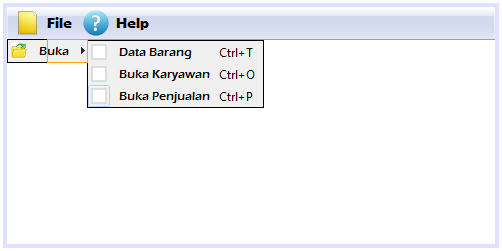 File Help
Buka Data Barang Ctrl+T
Buka Karyawan Ctrl+O
Buka Penjualan Ctrl+P